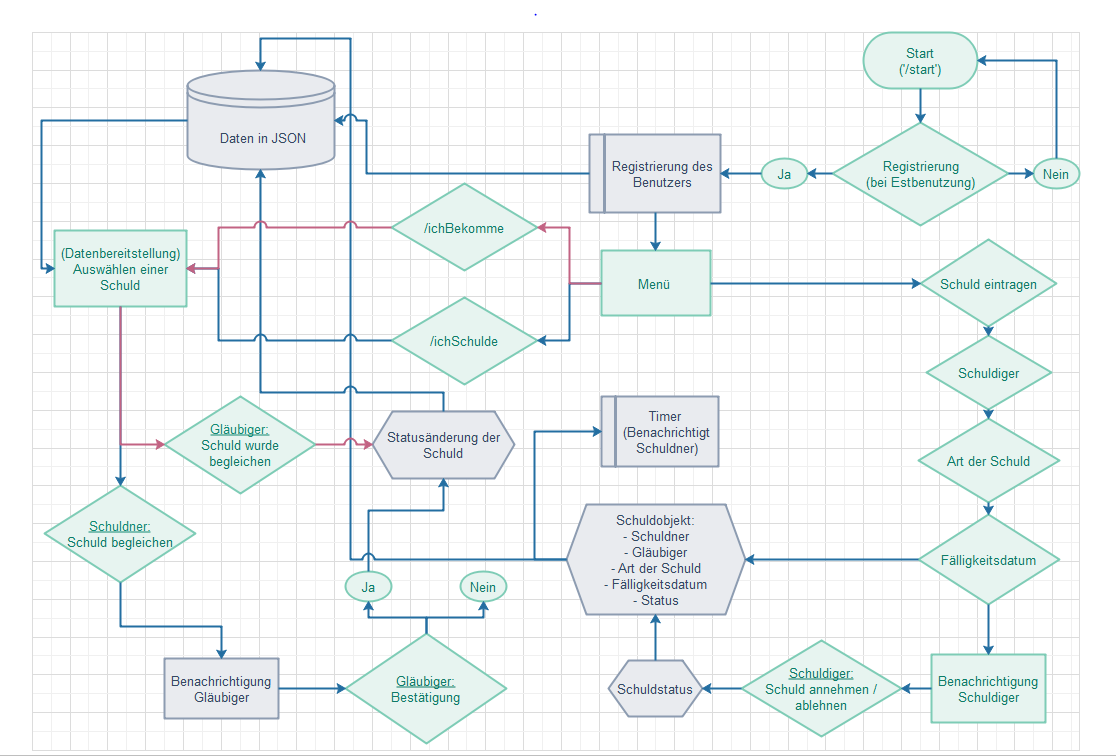 Start
('/start')
Daten in JSON
Registrierung des
Benutzers
Ja
Registrierung
(bei Estbenutzung)
Nein
/ichBekomme
(Datenbereitstellung)
Auswählen einer
Schuld
Menü
Schuld eintragen
/ichSchulde
Schuldiger
Timer
(Benachrichtigt
Schuldner)
Gläubiger:
Schuld wurde
begleichen
Statusänderung der
Schuld
Art der Schuld
Schuldner:
Schuld begleichen
Schuldobjekt:
- Schuldner
- Gläubiger
- Art der Schuld
- Fälligkeitsdatum
- Status
Fälligkeitsdatum
Ja
Nein
Benachrichtigung
Gläubiger
Gläubiger:
Bestätigung
Schuldstatus
Schuldiger:
Schuld annehmen /
ablehnen
Benachrichtigung
Schuldiger